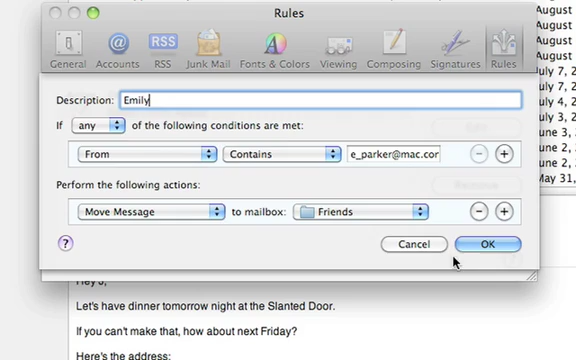 Rules
General Accounts RSS Junk Mail Fonts & Colors Viewing Composing Signatures Rules
RSS
Description: Emily
If any of the following conditions are met:
From Contains e_parker@mac.cor
Perform the following actions:
Move Message to mailbox: Friends
? Cancel OK
August
August
August
August
July 7, 2
July 7, 2
July 4, 2
July 3, 2
June 3,
June 2,
June 2,
May 31,
Hey J,
Let's have dinner tomorrow night at the Slanted Door.
If you can't make that, how about next Friday?
Here's the address: